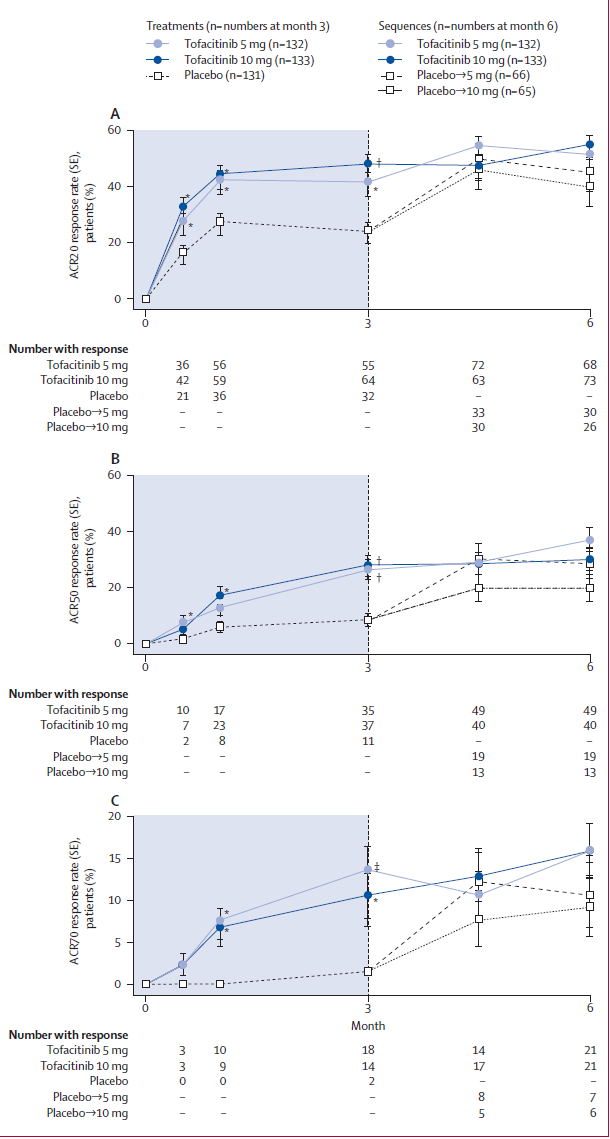 Treatments (n=numbers at month 3)
Tofacitinib 5 mg (n=132)
Tofacitinib 10 mg (n=133)
Placebo (n=131)
Sequences (n=numbers at month 6)
Tofacitinib 5 mg (n=132)
Tofacitinib 10 mg (n=133)
Placebo→5 mg (n=66)
Placebo→10 mg (n=65)
A
ACR20 response rate (SE),
patients (%)
60
40
20
0
* * * * † *
0 3 6
Number with response
Tofacitinib 5 mg 36 56 55 72 68
Tofacitinib 10 mg 42 59 64 63 73
Placebo 21 36 32 – –
Placebo→5 mg – – – 33 30
Placebo→10 mg – – – 30 26
B
ACR50 response rate (SE),
patients (%)
60
40
20
0
* * † †
0 3 6
Number with response
Tofacitinib 5 mg 10 17 35 49 49
Tofacitinib 10 mg 7 23 37 40 40
Placebo 2 8 11 – –
Placebo→5 mg – – – 19 19
Placebo→10 mg – – – 13 13
C
ACR70 response rate (SE),
patients (%)
20
15
10
5
0
* * ‡ *
0 3 6
Month
Number with response
Tofacitinib 5 mg 3 10 18 14 21
Tofacitinib 10 mg 3 9 14 17 21
Placebo 0 0 2 – –
Placebo→5 mg – – – 8 7
Placebo→10 mg – – – 5 6